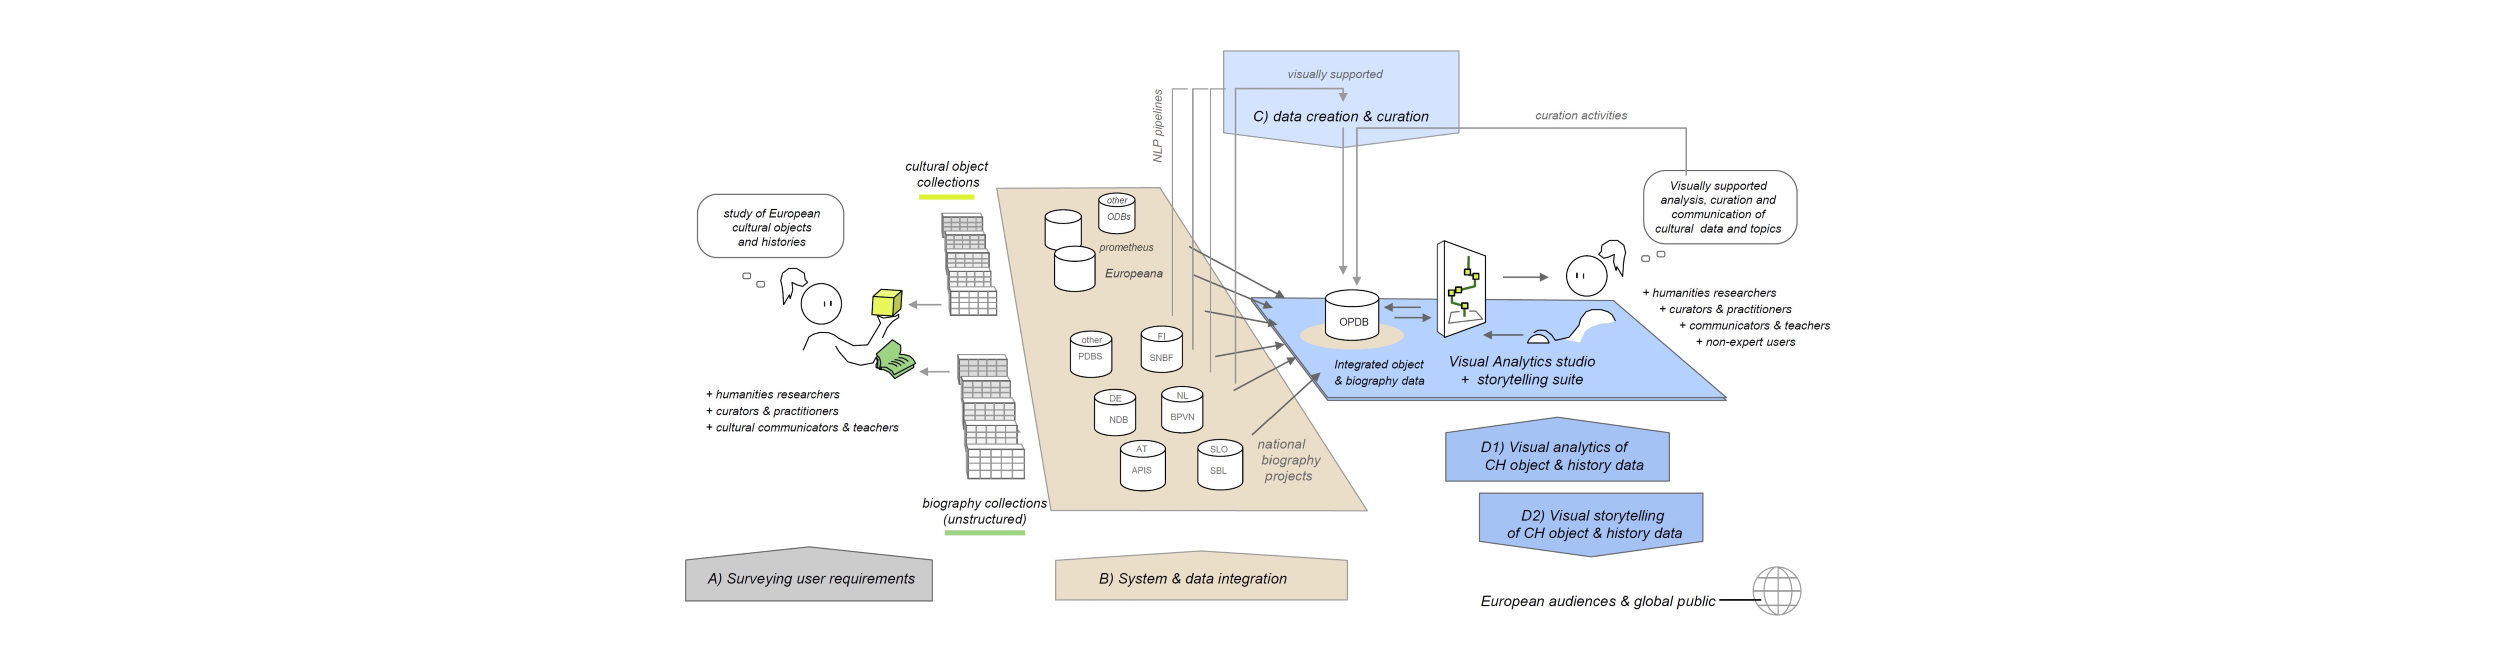 visually supported
C) data creation & curation
curation activities
NLP pipelines
cultural object
collections
study of European
cultural objects
and histories
Visually supported
analysis, curation and
communication of
cultural data and topics
other
ODBs
prometheus
Europeana
+ humanities researchers
+ curators & practitioners
+ communicators & teachers
+ non-expert users
OPDB
other
PDBS
FI
SNBF
Integrated object
& biography data
Visual Analytics studio
+ storytelling suite
+ humanities researchers
+ curators & practitioners
+ cultural communicators & teachers
DE
NDB
NL
BPVN
AT
APIS
SLO
SBL
national
biography
projects
biography collections
(unstructured)
D1) Visual analytics of
CH object & history data
D2) Visual storytelling
of CH object & history data
A) Surveying user requirements
B) System & data integration
European audiences & global public